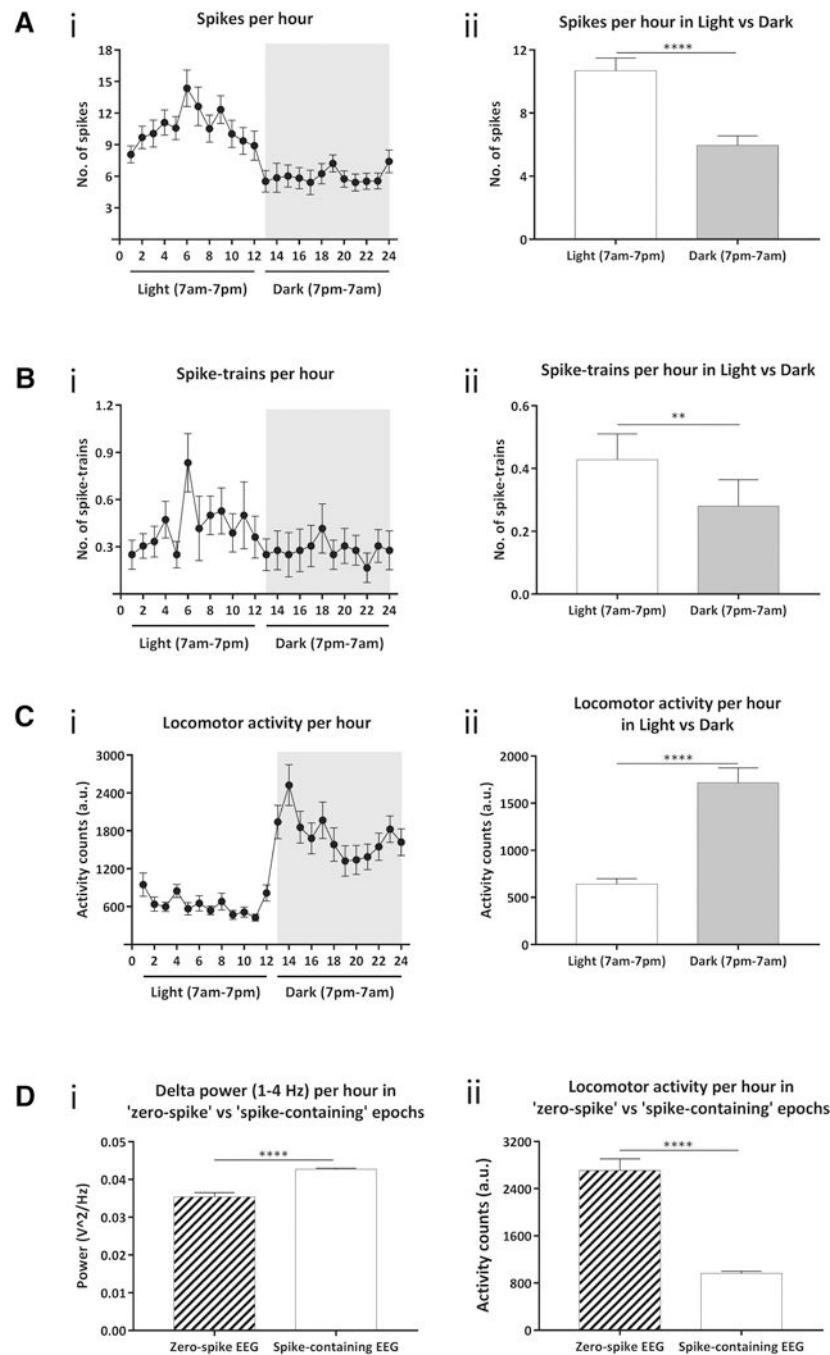 A
i
Spikes per hour
No. of spikes
18
15
12
9
6
3
0 2 4 6 8 10 12 14 16 18 20 22 24
Light (7am-7pm) Dark (7pm-7am)
ii
Spikes per hour in Light vs Dark
****
No. of spikes
12
8
4
0
Light (7am-7pm) Dark (7pm-7am)
B
i
Spike-trains per hour
No. of spike-trains
1.2
0.9
0.6
0.3
0 2 4 6 8 10 12 14 16 18 20 22 24
Light (7am-7pm) Dark (7pm-7am)
ii
Spike-trains per hour in Light vs Dark
**
No. of spike-trains
0.6
0.4
0.2
0.0
Light (7am-7pm) Dark (7pm-7am)
C
i
Locomotor activity per hour
Activity counts (a.u.)
3000
2400
1800
1200
600
0 2 4 6 8 10 12 14 16 18 20 22 24
Light (7am-7pm) Dark (7pm-7am)
ii
Locomotor activity per hour
in Light vs Dark
****
Activity counts (a.u.)
2000
1500
1000
500
0
Light (7am-7pm) Dark (7pm-7am)
D
i
Delta power (1-4 Hz) per hour in
'zero-spike' vs 'spike-containing' epochs
****
Power (V^2/Hz)
0.05
0.04
0.03
0.02
0.01
0.00
Zero-spike EEG Spike-containing EEG
ii
Locomotor activity per hour in
'zero-spike' vs 'spike-containing' epochs
****
Activity counts (a.u.)
3200
2400
1600
800
0
Zero-spike EEG Spike-containing EEG